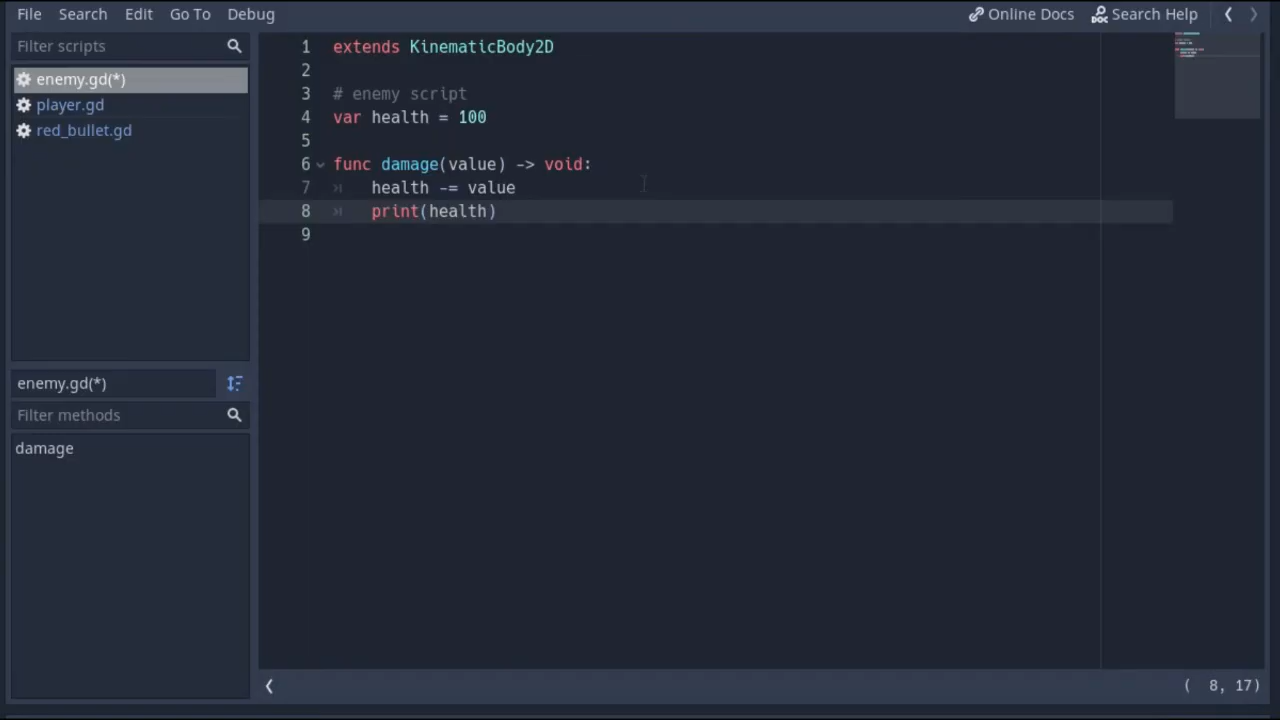 File Search Edit Go To Debug Online Docs Search Help
Filter scripts
enemy.gd(*)
player.gd
red_bullet.gd
enemy.gd(*)
Filter methods
damage
1 extends KinematicBody2D
2
3 # enemy script
4 var health = 100
5
6 func damage(value) -> void:
7 health -= value
8 print(health)
9
( 8, 17)